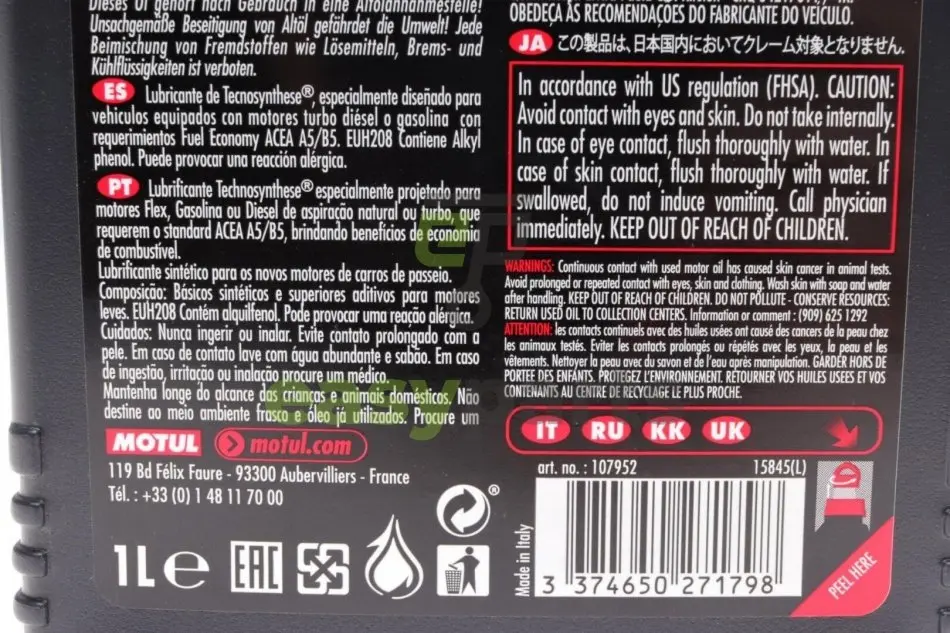 Dieses Öl gehört nach Gebrauch in eine Altölannahmestelle!
Unsachgemäße Beseitigung von Altöl gefährdet die Umwelt! Jede
Beimischung von Fremdstoffen wie Lösemitteln, Brems- und
Kühlflüssigkeiten ist verboten.
ES Lubricante de Tecnosynthese®, especialmente diseñado para
vehiculos equipados con motores turbo diésel o gasolina con
requerimientos Fuel Economy ACEA A5/B5. EUH208 Contiene Alkyl
phenol. Puede provocar una reacción alérgica.
PT Lubrificante Technosynthese® especialmente projetado para
motores Flex, Gasolina ou Diesel de aspiração natural ou turbo, que
requerem o standard ACEA A5/B5, brindando benefícios de economia
de combustível.
Lubrificante sintético para os novos motores de carros de passeio.
Composição: Básicos sintéticos e superiores aditivos para motores
leves. EUH208 Contém alquilfenol. Pode provocar uma reacção alérgica.
Cuidados: Nunca ingerir ou inalar. Evite contato prolongado com a
pele. Em caso de contato lave com água abundante e sabão. Em caso
de ingestão, irritação ou inalação procure um médico.
Mantenha longe do alcance das crianças e animais domésticos. Não
destine ao meio ambiente frasco e óleo já utilizados. Procure um
MOTUL motul.com
119 Bd Félix Faure - 93300 Aubervilliers - France
Tél. : +33 (0) 1 48 11 70 00
1L e EAC
OBEDEÇA AS RECOMENDAÇÕES DO FABRICANTE DO VEÍCULO.
JA この製品は、日本国内においてクレーム対象となりません。
In accordance with US regulation (FHSA). CAUTION:
Avoid contact with eyes and skin. Do not take internally.
In case of eye contact, flush thoroughly with water. In
case of skin contact, flush thoroughly with water. If
swallowed, do not induce vomiting. Call physician
immediately. KEEP OUT OF REACH OF CHILDREN.
WARNINGS: Continuous contact with used motor oil has caused skin cancer in animal tests.
Avoid prolonged or repeated contact with eyes, skin and clothing. Wash skin with soap and water
after handling. KEEP OUT OF REACH OF CHILDREN. DO NOT POLLUTE - CONSERVE RESOURCES:
RETURN USED OIL TO COLLECTION CENTERS. Information or comment : (909) 625 1292
ATTENTION: les contacts continuels avec des huiles usées ont causé des cancers de la peau chez
les animaux testés. Eviter les contacts prolongés ou répétés avec les yeux, la peau et les
vêtements. Nettoyer la peau avec du savon et de l'eau après manipulation. GARDER HORS DE
PORTEE DES ENFANTS. PROTEGEZ L'ENVIRONNEMENT. RETOURNER VOS HUILES USEES ET VOS
CONTENANTS AU CENTRE DE RECYCLAGE LE PLUS PROCHE.
IT RU KK UK
art. no. : 107952 15845(L)
Made in Italy
3 374650 271798
PEEL HERE